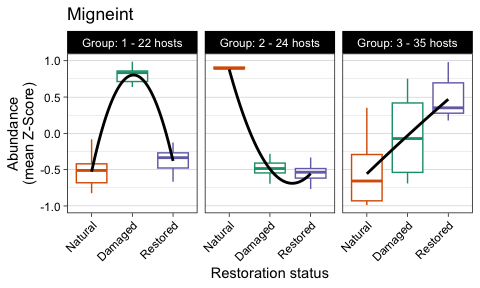 Migneint
Group: 1 - 22 hosts
Group: 2 - 24 hosts
Group: 3 - 35 hosts
Abundance
(mean Z-Score)
1.0
0.5
0.0
-0.5
-1.0
Natural
Damaged
Restored
Natural
Damaged
Restored
Natural
Damaged
Restored
Restoration status